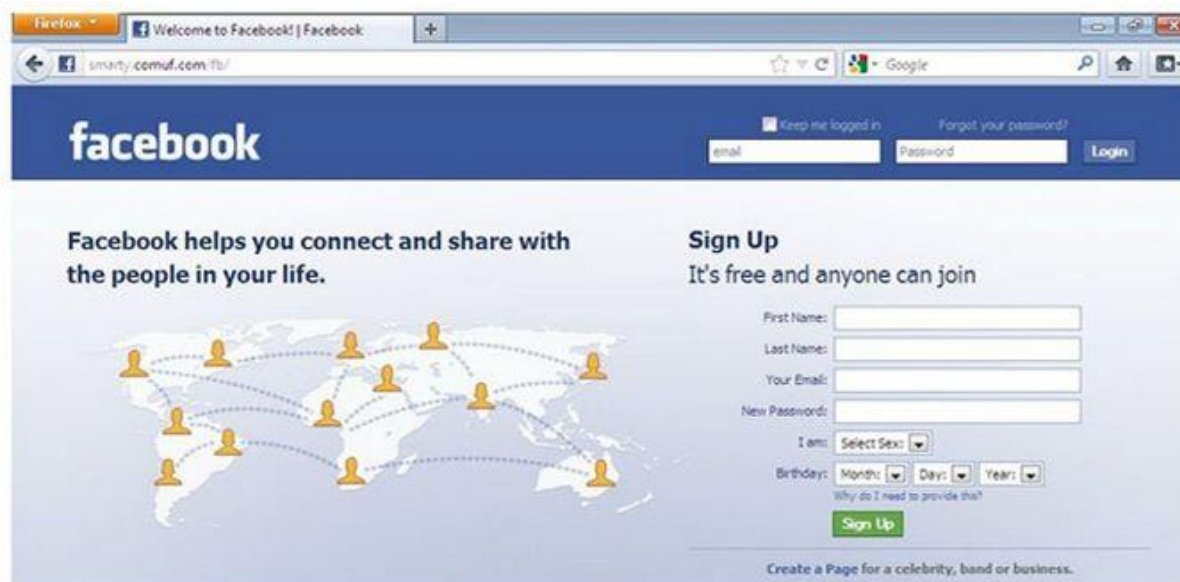 Firefox
Welcome to Facebook! | Facebook
smarty.comuf.com/fb/
Google
facebook
Keep me logged in
Forgot your password?
email
Password
Login
Facebook helps you connect and share with
the people in your life.
Sign Up
It's free and anyone can join
First Name:
Last Name:
Your Email:
New Password:
I am: Select Sex:
Birthday: Month: Day: Year:
Why do I need to provide this?
Sign Up
Create a Page for a celebrity, band or business.